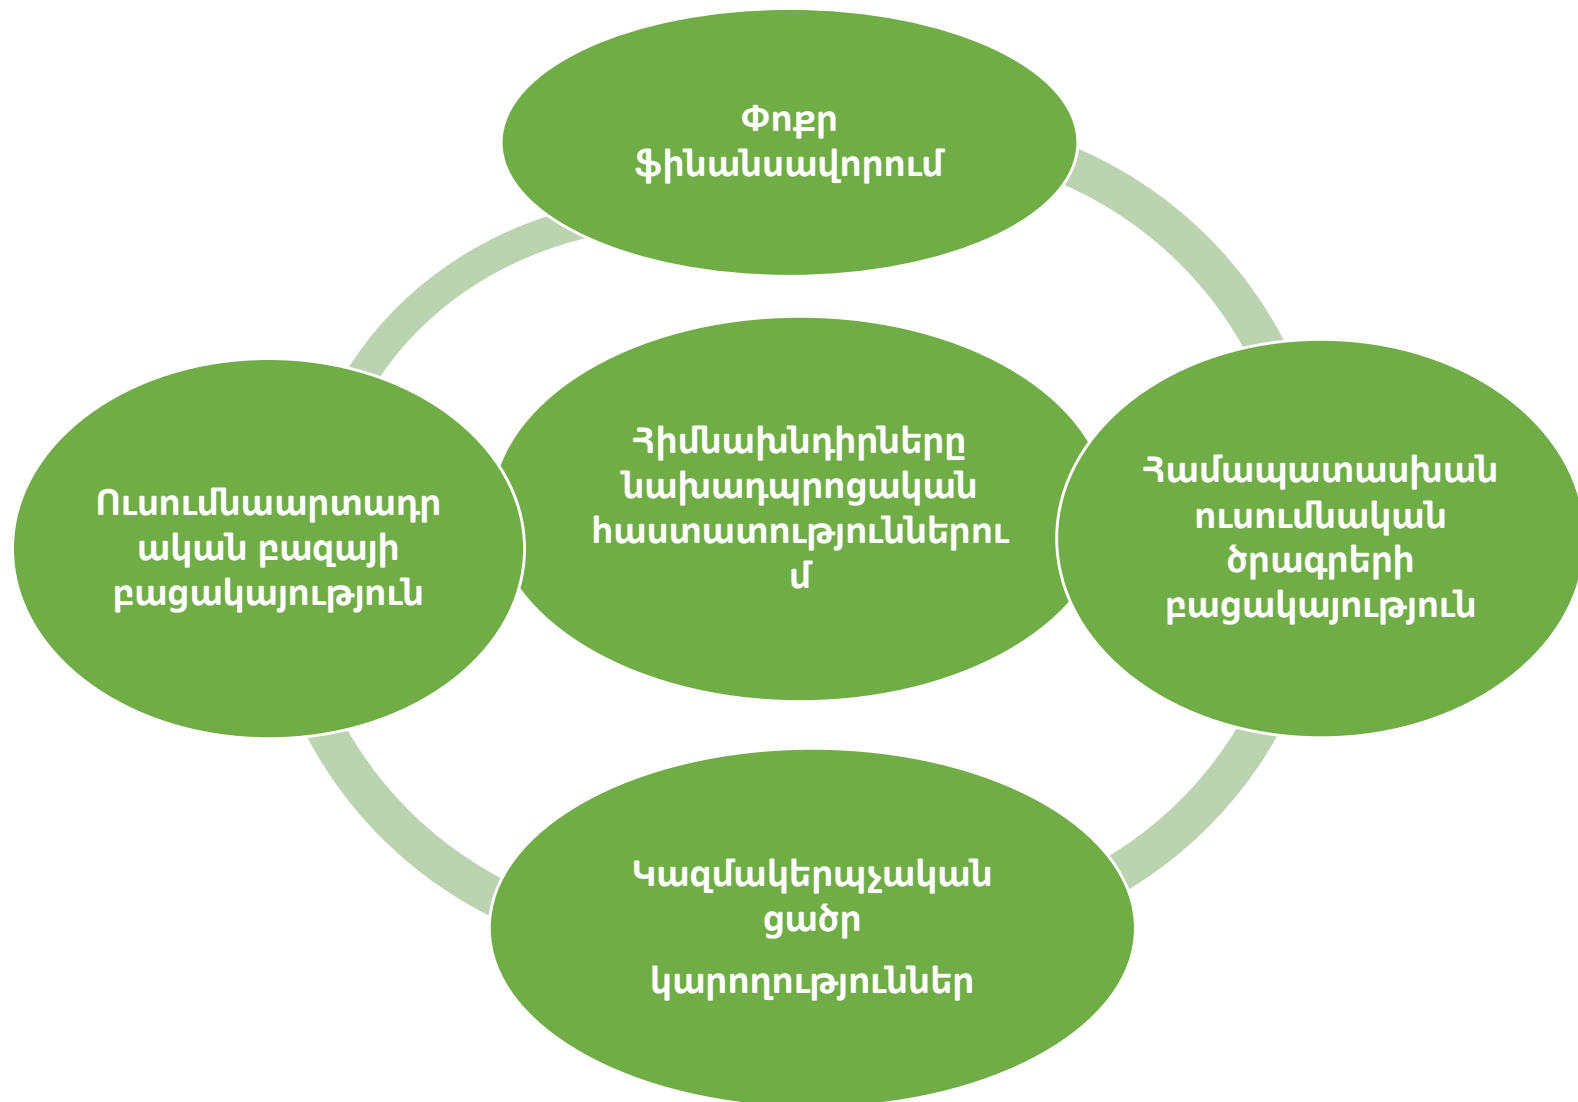 Փոքր
ֆինանսավորում
Հիմնախնդիրները
նախադպրոցական
հաստատություններու
մ
Ուսումնաարտադր
ական բազայի
բացակայություն
Համապատասխան
ուսումնական
ծրագրերի
բացակայություն
Կազմակերպչական
ցածր
կարողություններ